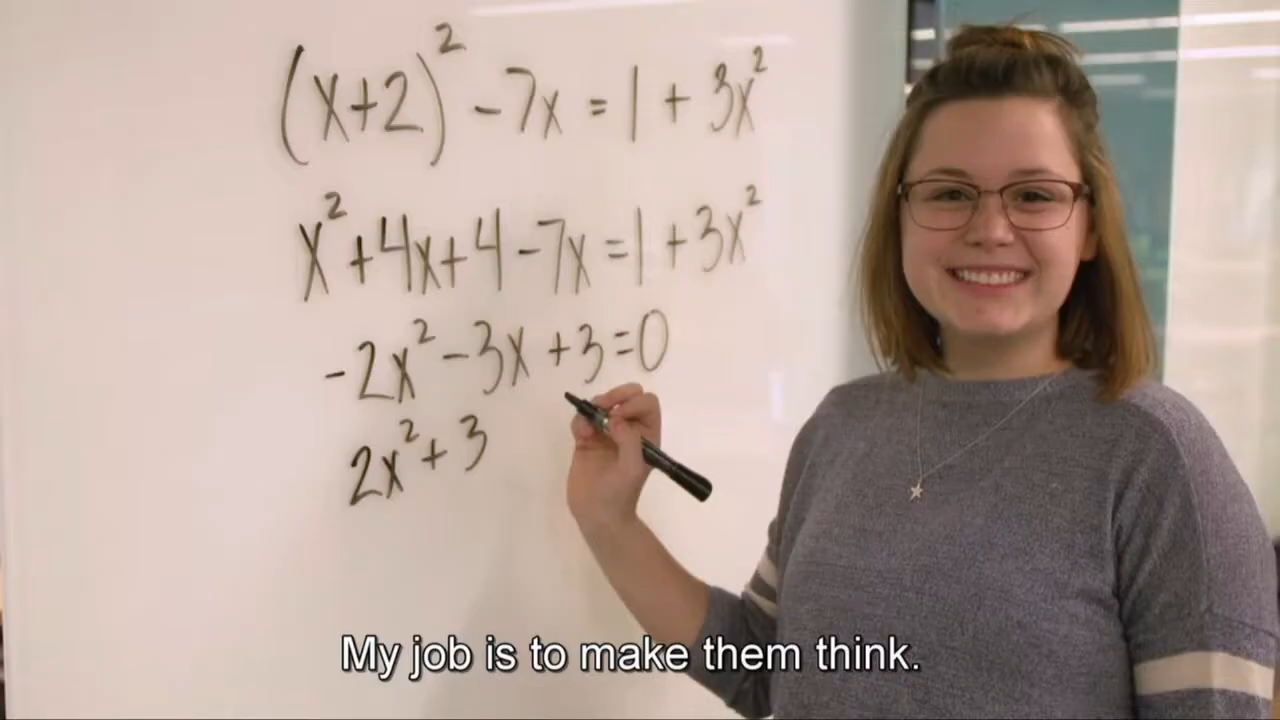 (x+2)² - 7x = 1 + 3x²
x² + 4x + 4 - 7x = 1 + 3x²
-2x² - 3x + 3 = 0
2x² + 3
My job is to make them think.